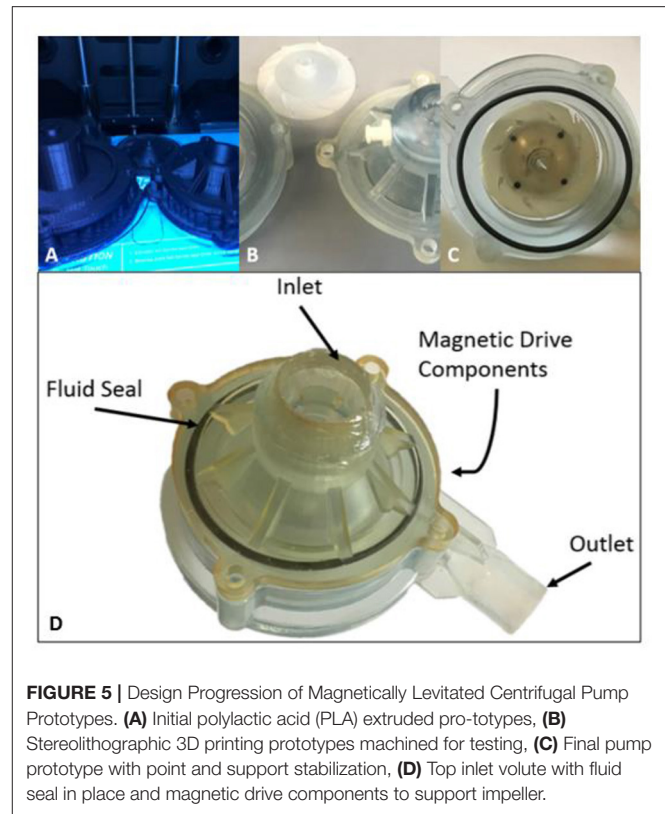 A
B
C
Inlet
Magnetic Drive
Components
Fluid Seal
Outlet
D
FIGURE 5 | Design Progression of Magnetically Levitated Centrifugal Pump
Prototypes. (A) Initial polylactic acid (PLA) extruded pro-totypes, (B)
Stereolithographic 3D printing prototypes machined for testing, (C) Final pump
prototype with point and support stabilization, (D) Top inlet volute with fluid
seal in place and magnetic drive components to support impeller.